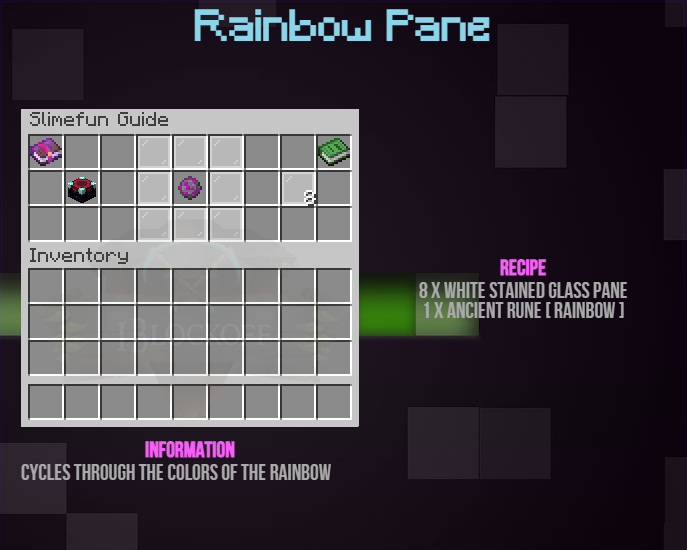 Rainbow Pane
Slimefun Guide
8
Inventory
RECIPE
8 X WHITE STAINED GLASS PANE
1 X ANCIENT RUNE [ RAINBOW ]
INFORMATION
CYCLES THROUGH THE COLORS OF THE RAINBOW